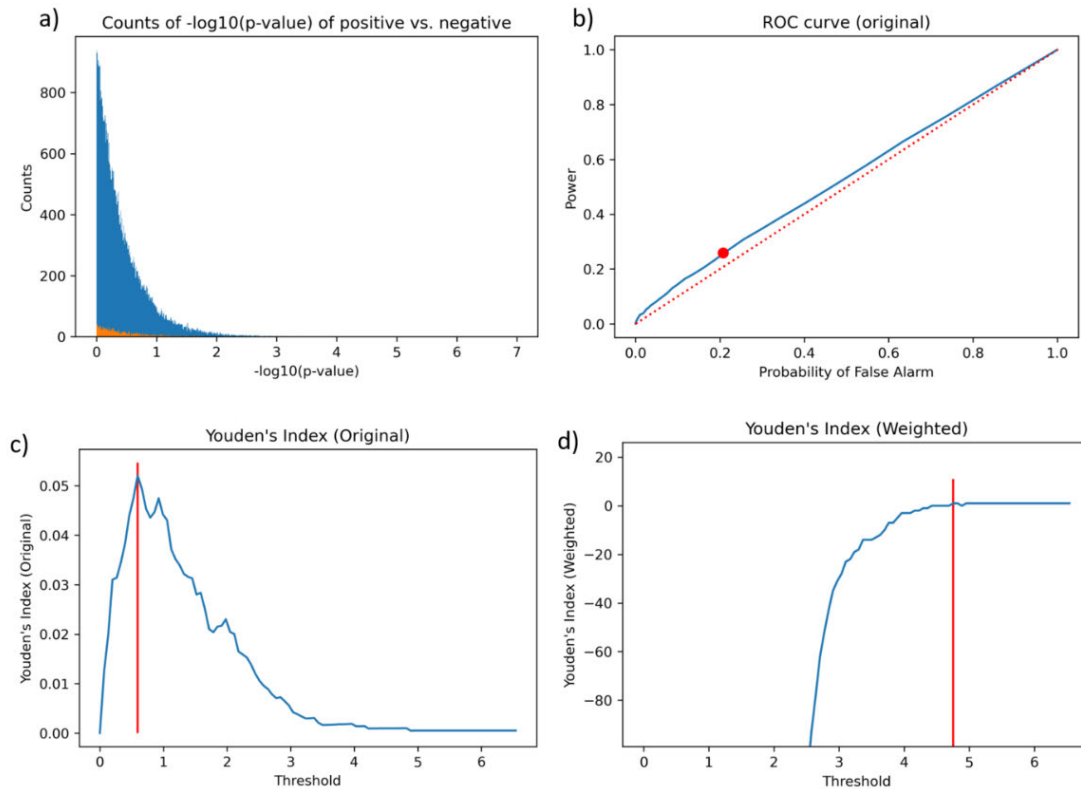 a)
Counts of -log10(p-value) of positive vs. negative
800
600
400
200
0
Counts
0 1 2 3 4 5 6 7
-log10(p-value)
b)
ROC curve (original)
1.0
0.8
0.6
0.4
0.2
0.0
Power
0.0 0.2 0.4 0.6 0.8 1.0
Probability of False Alarm
c)
Youden's Index (Original)
0.05
0.04
0.03
0.02
0.01
0.00
Youden's Index (Original)
0 1 2 3 4 5 6
Threshold
d)
Youden's Index (Weighted)
20
0
−20
−40
−60
−80
Youden's Index (Weighted)
0 1 2 3 4 5 6
Threshold